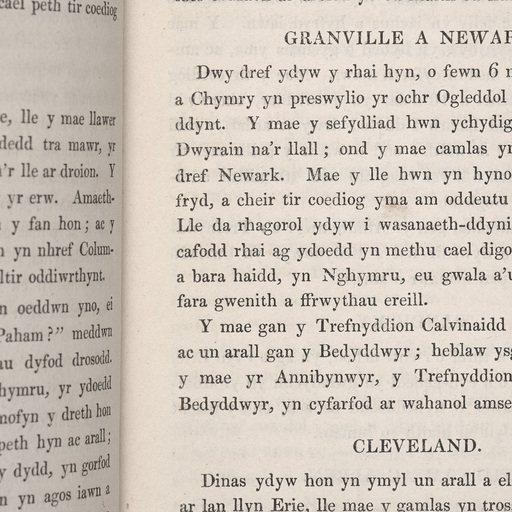 cael peth tir coediog
e, lle y mae llawer
dedd tra mawr, yr
a'r lle ar droion. Y
yr erw. Amaeth-
y fan hon; ac y
yn nhref Colum-
ltir oddiwrthynt.
n oeddwn yno, ei
Paham?" meddwn
au dyfod drosodd.
hymru, yr ydoedd
nofyn y dreth hon
peth hyn ac arall;
y dydd, yn gorfod
n yn agos iawn a
GRANVILLE A NEWAR
Dwy dref ydyw y rhai hyn, o fewn 6 m
a Chymry yn preswylio yr ochr Ogleddol
ddynt. Y mae y sefydliad hwn ychydig
Dwyrain na'r llall; ond y mae camlas yn
dref Newark. Mae y lle hwn yn hyno
fryd, a cheir tir coediog yma am oddeutu
Lle da rhagorol ydyw i wasanaeth-ddyni
cafodd rhai ag ydoedd yn methu cael digo
a bara haidd, yn Nghymru, eu gwala a'u
fara gwenith a ffrwythau ereill.
Y mae gan y Trefnyddion Calvinaidd
ac un arall gan y Bedyddwyr; heblaw ysg
y mae yr Annibynwyr, y Trefnyddion
Bedyddwyr, yn cyfarfod ar wahanol amse
CLEVELAND.
Dinas ydyw hon yn ymyl un arall a el
ar lan llyn Erie, lle mae y gamlas yn tros